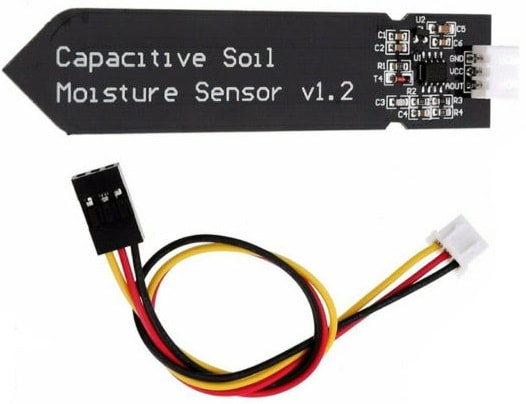 Capacitive Soil
Moisture Sensor v1.2
U2
C1
C5
C2
C6
U1
GND
R1
VCC
T4
AOUT
R2
C3
R3
C4
R4